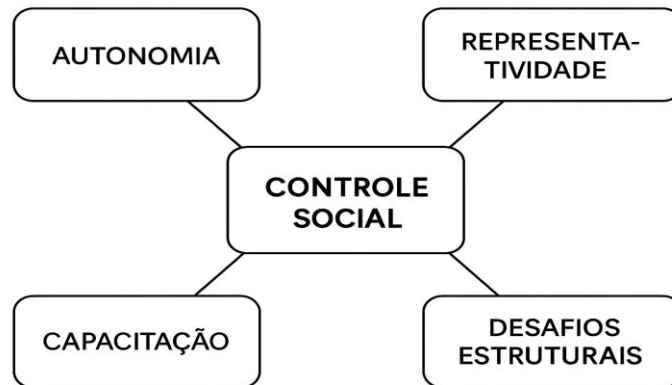 AUTONOMIA
REPRESENTA-
TIVIDADE
CONTROLE
SOCIAL
CAPACITAÇÃO
DESAFIOS
ESTRUTURAIS